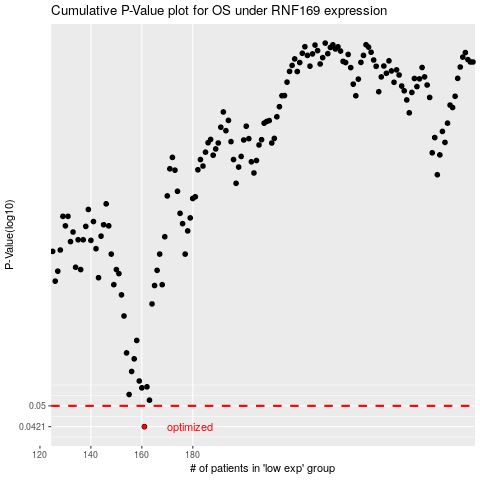 Cumulative P-Value plot for OS under RNF169 expression
P-Value(log10)
0.05
0.0421
optimized
120 140 160 180
# of patients in 'low exp' group